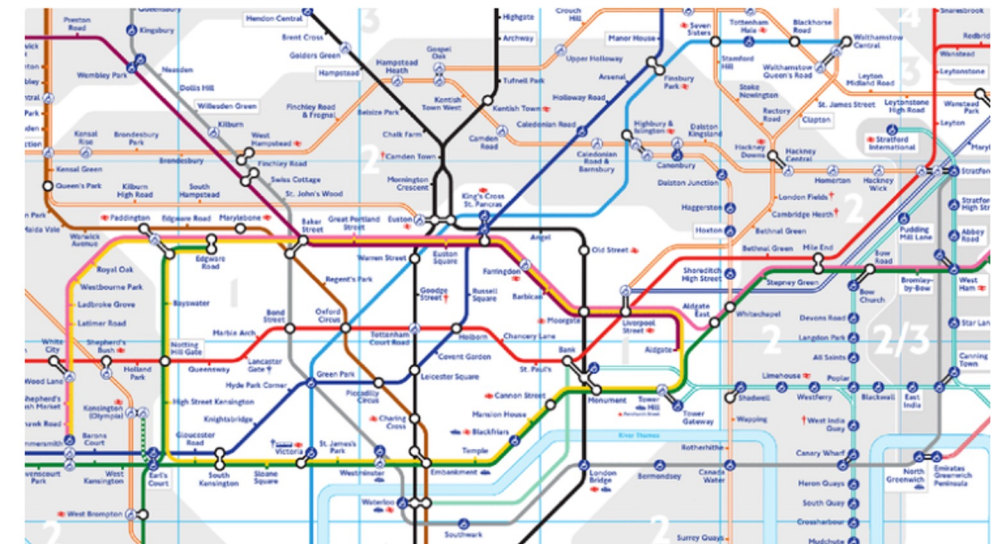 Preston
Road
Kingsbury
Hendon Central
Brent Cross
Golders Green
Hampstead
Highgate
Archway
Tufnell Park
Crouch
Hill
Upper Holloway
Manor House
Arsenal
Holloway Road
Caledonian Road
Finsbury
Park
Seven
Sisters
Tottenham
Hale
Blackhorse
Road
Walthamstow
Central
Walthamstow
Queen's Road
Leyton
Midland Road
Leytonstone
High Road
Leytonstone
Wanstead
Wanstead
Park
Leyton
3
4
3
Wembley Park
Neasden
Dollis Hill
Willesden Green
Kilburn
West
Hampstead
Finchley Road
Swiss Cottage
St. John's Wood
Finchley Road
& Frognal
Hampstead
Heath
Gospel
Oak
Kentish
Town West
Kentish Town
Belsize Park
Chalk Farm
Camden Town
Mornington
Crescent
Camden
Road
Caledonian
Road &
Barnsbury
Highbury &
Islington
Canonbury
Dalston
Kingsland
Dalston Junction
Haggerston
Hoxton
Stamford
Hill
Stoke
Newington
Rectory
Road
Clapton
St. James Street
Hackney
Downs
Hackney
Central
Homerton
Hackney
Wick
Stratford
International
London Fields
Cambridge Heath
Bethnal Green
Kensal
Rise
Brondesbury
Park
Brondesbury
Kensal Green
Queen's Park
Kilburn
High Road
South
Hampstead
2
2
Maida Vale
Warwick
Avenue
Paddington
Edgware Road
Marylebone
Baker
Street
Great Portland
Street
Euston
King's Cross
St. Pancras
Euston
Square
Warren Street
Angel
Old Street
Farringdon
Barbican
Moorgate
Liverpool
Street
Shoreditch
High Street
Bethnal Green
Mile End
Stepney Green
Bow
Road
Bow
Church
Pudding
Mill Lane
Stratford
High St.
Abbey
Road
West
Ham
Bromley-
by-Bow
Royal Oak
Westbourne Park
Ladbroke Grove
Latimer Road
Edgware
Road
Bayswater
Regent's Park
Goodge
Street
Russell
Square
Aldgate
East
Aldgate
Whitechapel
Devons Road
Langdon Park
All Saints
Poplar
1
1
2
2/3
Star Lane
Canning
Town
White
City
Shepherd's
Bush
Holland
Park
Notting
Hill Gate
Queensway
Lancaster
Gate
Marble Arch
Bond
Street
Oxford
Circus
Tottenham
Court Road
Holborn
Chancery Lane
St. Paul's
Bank
Wood Lane
Kensington
(Olympia)
High Street Kensington
Hyde Park Corner
Knightsbridge
Green Park
Piccadilly
Circus
Covent Garden
Leicester Square
Charing
Cross
Cannon Street
Mansion House
Blackfriars
Temple
Embankment
Monument
Tower
Hill
Tower
Gateway
Shadwell
Limehouse
Westferry
Blackwall
East
India
Wapping
West India
Quay
Canary Wharf
Heron Quays
South Quay
Crossharbour
Mudchute
Barons
Court
West
Kensington
Earl's
Court
Gloucester
Road
South
Kensington
Sloane
Square
Victoria
St. James's
Park
Westminster
Waterloo
Southwark
London
Bridge
Bermondsey
Canada
Water
Rotherhithe
River Thames
Surrey Quays
North
Greenwich
Emirates
Greenwich
Peninsula
West Brompton
2
2